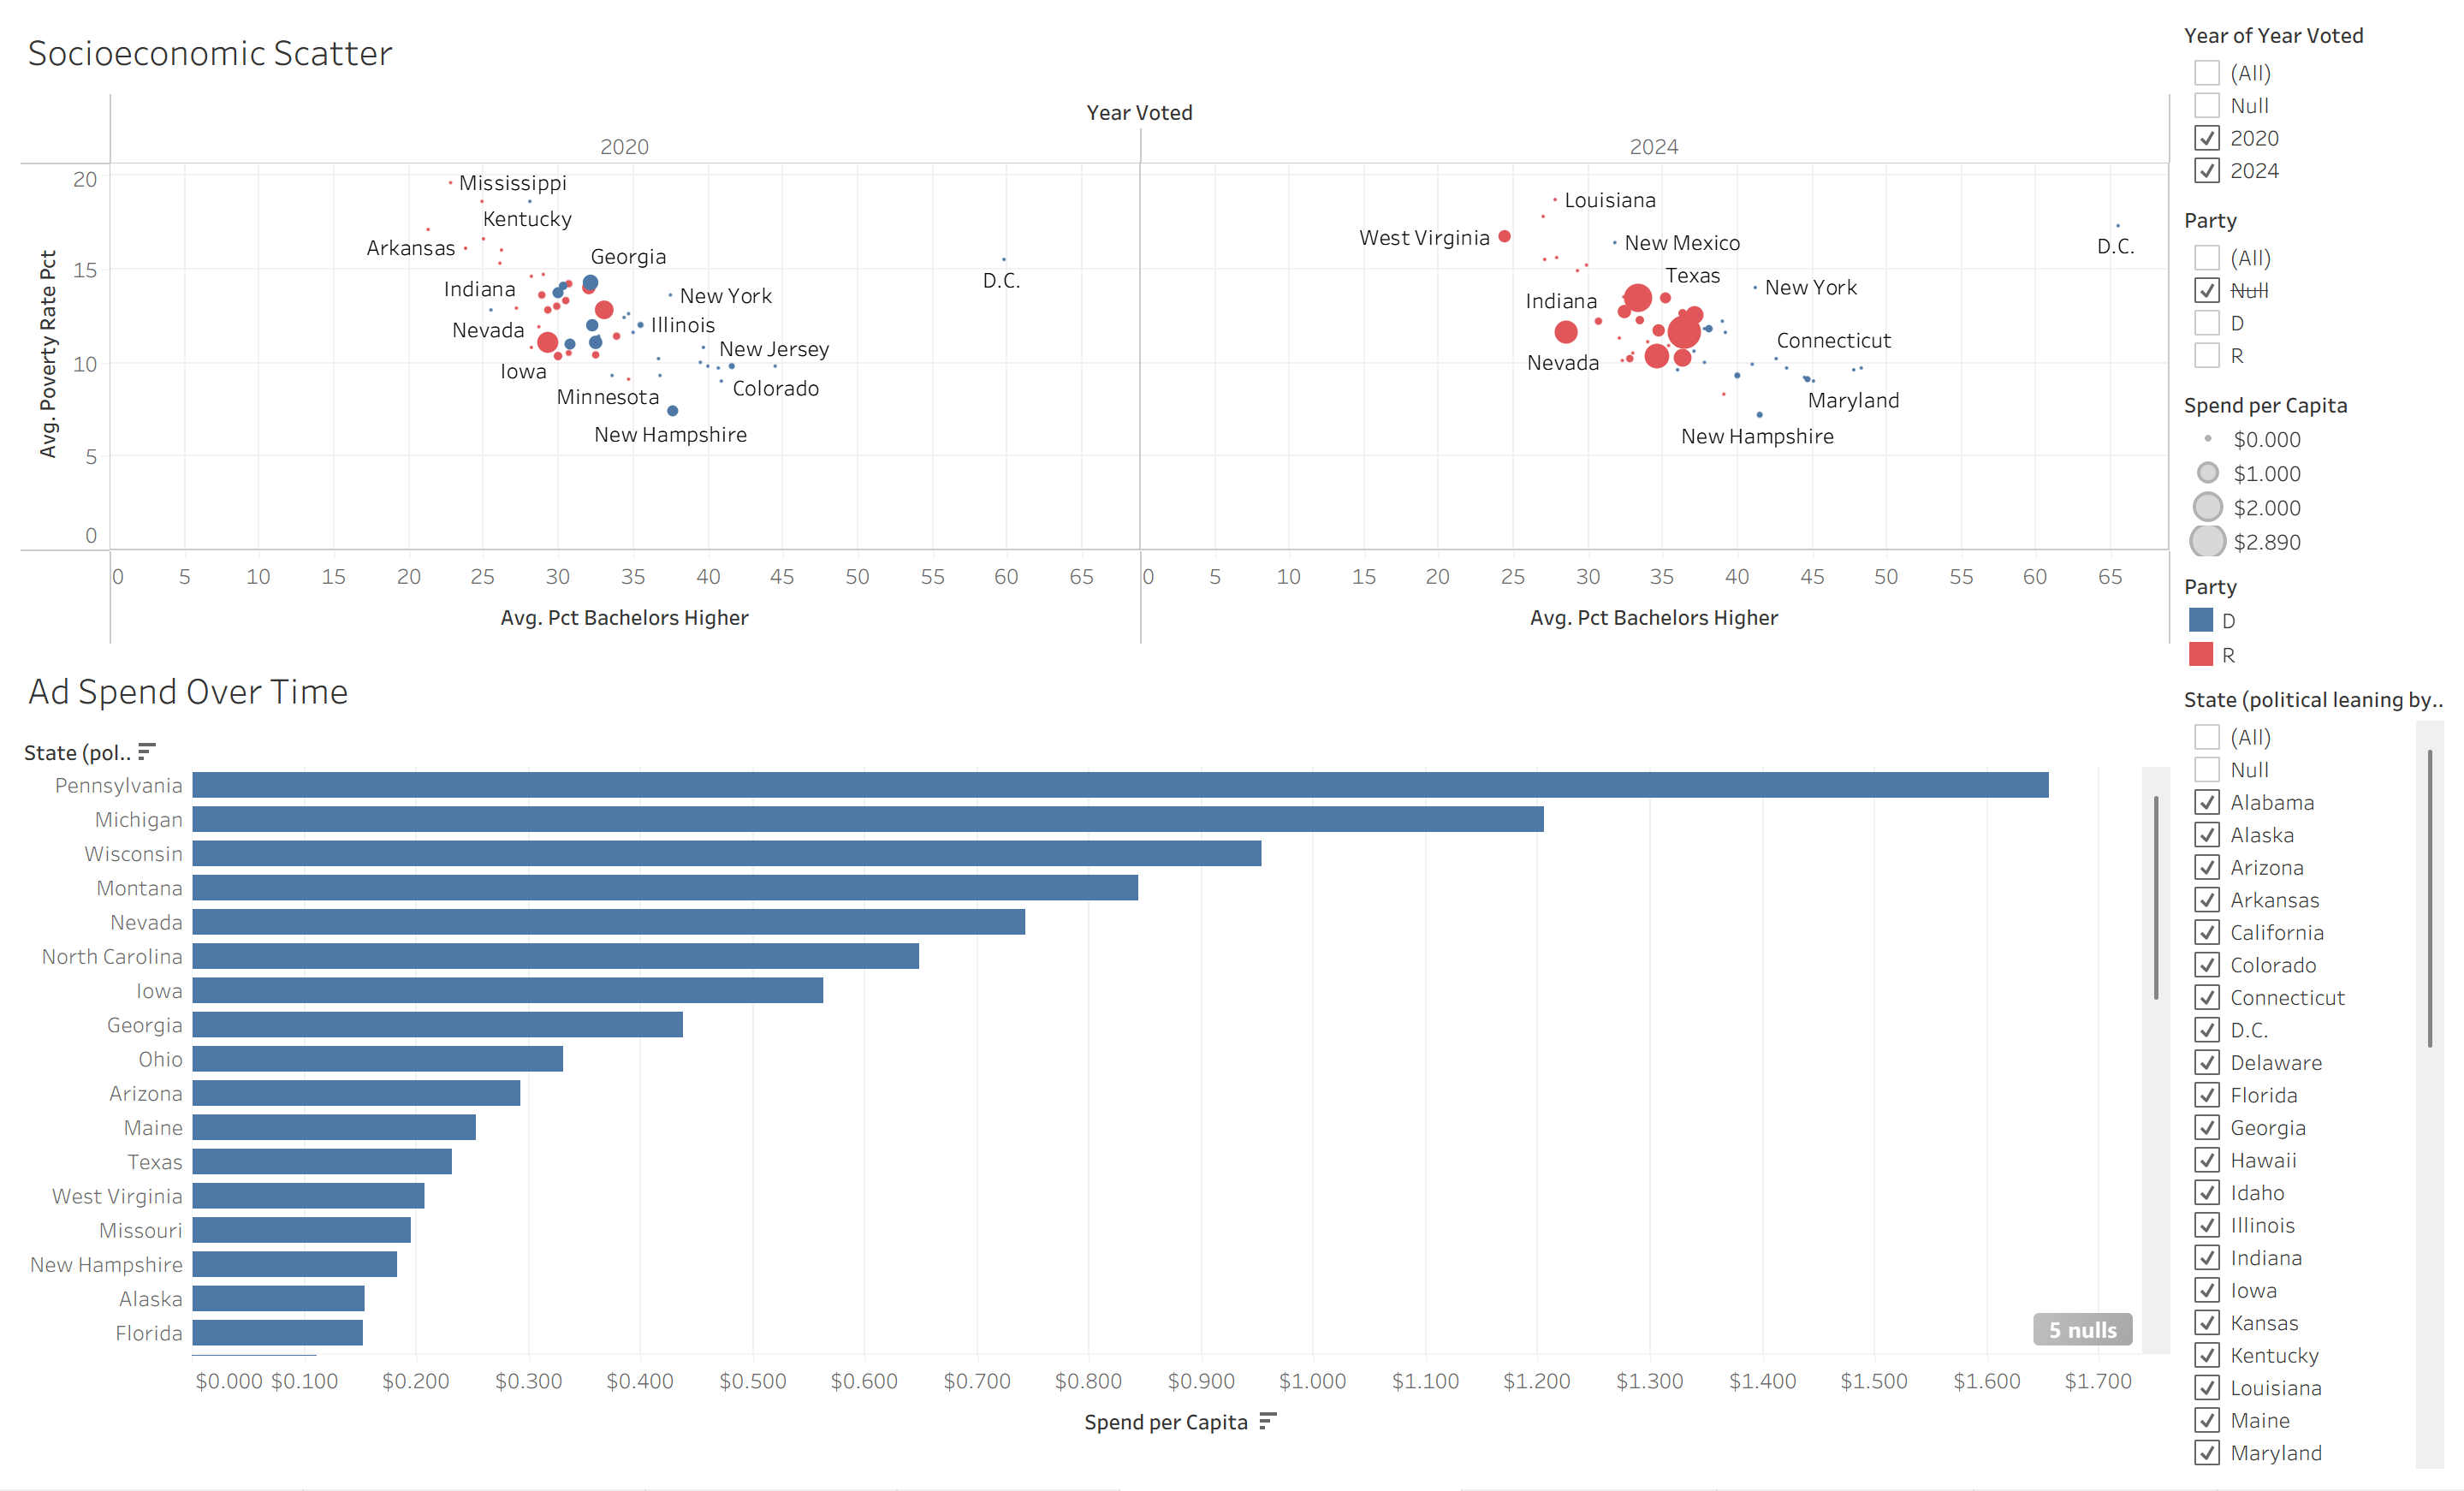 Socioeconomic Scatter
Year Voted
2020
2024
Avg. Poverty Rate Pct
20
15
10
5
0
Mississippi
Kentucky
Arkansas
Georgia
D.C.
Indiana
New York
Nevada
Illinois
New Jersey
Iowa
Colorado
Minnesota
New Hampshire
Louisiana
West Virginia
New Mexico
D.C.
Texas
New York
Indiana
Connecticut
Nevada
Maryland
New Hampshire
0 5 10 15 20 25 30 35 40 45 50 55 60 65
0 5 10 15 20 25 30 35 40 45 50 55 60 65
Avg. Pct Bachelors Higher
Avg. Pct Bachelors Higher
Year of Year Voted
(All)
Null
2020
2024
Party
(All)
Null
D
R
Spend per Capita
$0.000
$1.000
$2.000
$2.890
Party
D
R
Ad Spend Over Time
State (pol..
Pennsylvania
Michigan
Wisconsin
Montana
Nevada
North Carolina
Iowa
Georgia
Ohio
Arizona
Maine
Texas
West Virginia
Missouri
New Hampshire
Alaska
Florida
5 nulls
$0.000 $0.100 $0.200 $0.300 $0.400 $0.500 $0.600 $0.700 $0.800 $0.900 $1.000 $1.100 $1.200 $1.300 $1.400 $1.500 $1.600 $1.700
Spend per Capita
State (political leaning by..
(All)
Null
Alabama
Alaska
Arizona
Arkansas
California
Colorado
Connecticut
D.C.
Delaware
Florida
Georgia
Hawaii
Idaho
Illinois
Indiana
Iowa
Kansas
Kentucky
Louisiana
Maine
Maryland